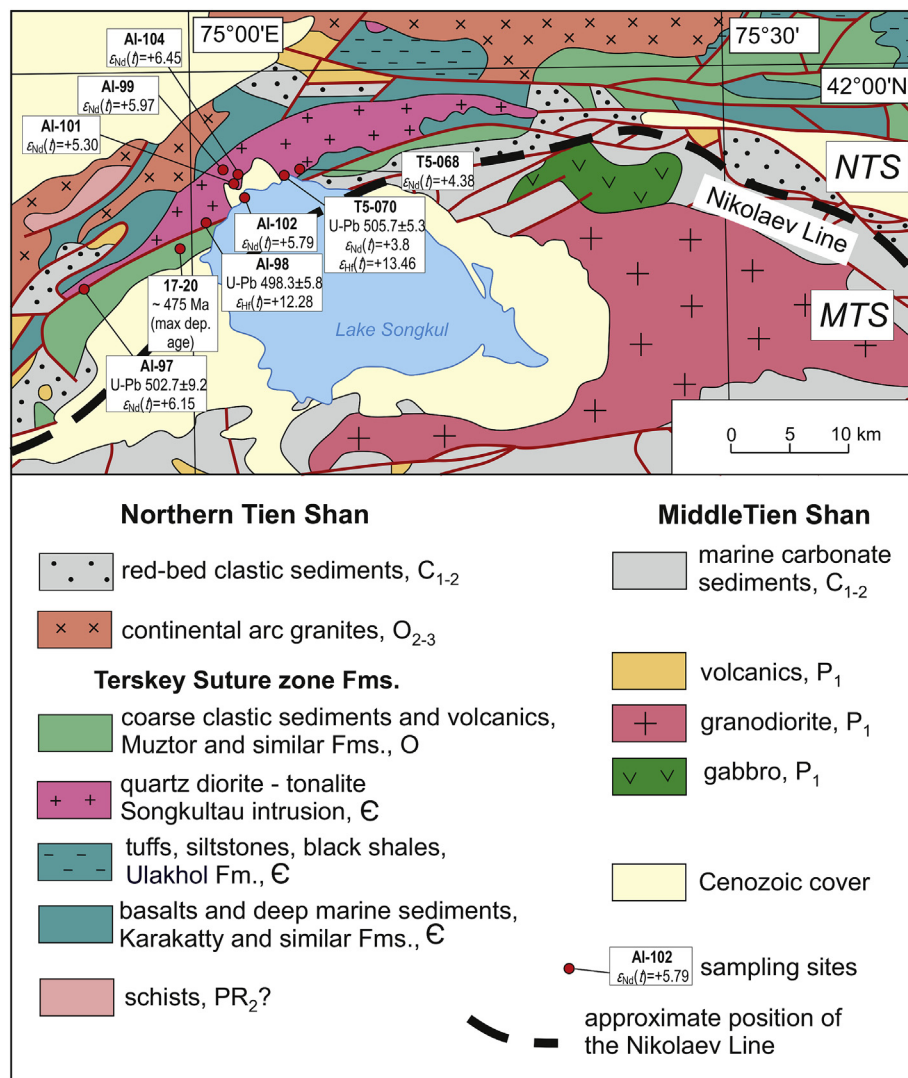 75°00'E
75°30'
42°00'N
Al-104
εNd(t)=+6.45
Al-99
εNd(t)=+5.97
Al-101
εNd(t)=+5.30
T5-068
εNd(t)=+4.38
T5-070
U-Pb 505.7±5.3
εNd(t)=+3.8
εHf(t)=+13.46
Al-102
εNd(t)=+5.79
Al-98
U-Pb 498.3±5.8
εHf(t)=+12.28
17-20
~ 475 Ma
(max dep.
age)
Al-97
U-Pb 502.7±9.2
εNd(t)=+6.15
NTS
Nikolaev Line
MTS
Lake Songkul
0 5 10 km
Northern Tien Shan
red-bed clastic sediments, C1-2
continental arc granites, O2-3
Terskey Suture zone Fms.
coarse clastic sediments and volcanics,
Muztor and similar Fms., O
quartz diorite - tonalite
Songkultau intrusion, Є
tuffs, siltstones, black shales,
Ulakhol Fm., Є
basalts and deep marine sediments,
Karakatty and similar Fms., Є
schists, PR2?
MiddleTien Shan
marine carbonate
sediments, C1-2
volcanics, P1
granodiorite, P1
gabbro, P1
Cenozoic cover
Al-102
εNd(t)=+5.79
sampling sites
approximate position of
the Nikolaev Line